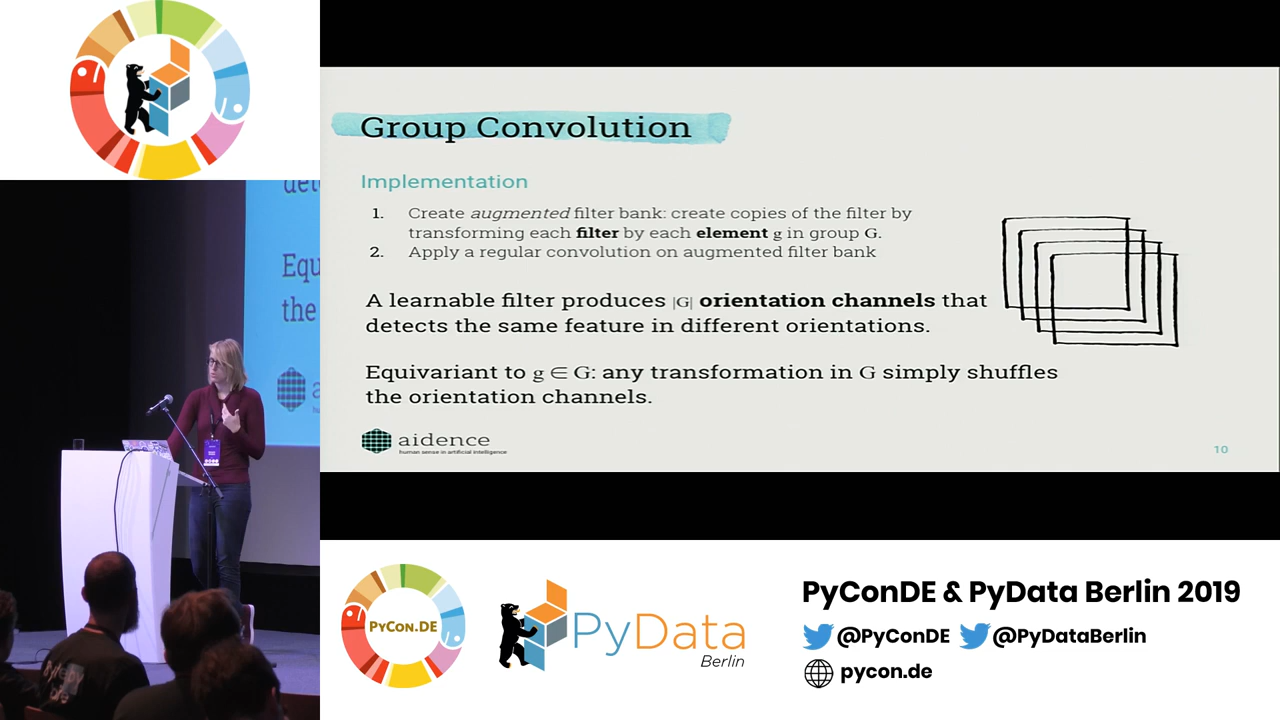 Group Convolution
Implementation
1. Create augmented filter bank: create copies of the filter by
transforming each filter by each element g in group G.
2. Apply a regular convolution on augmented filter bank
A learnable filter produces |G| orientation channels that
detects the same feature in different orientations.
Equivariant to g ∈ G: any transformation in G simply shuffles
the orientation channels.
aidence
human sense in artificial intelligence
10
Equ
the
PyCon.DE
PyData
Berlin
PyConDE & PyData Berlin 2019
@PyConDE @PyDataBerlin
pycon.de